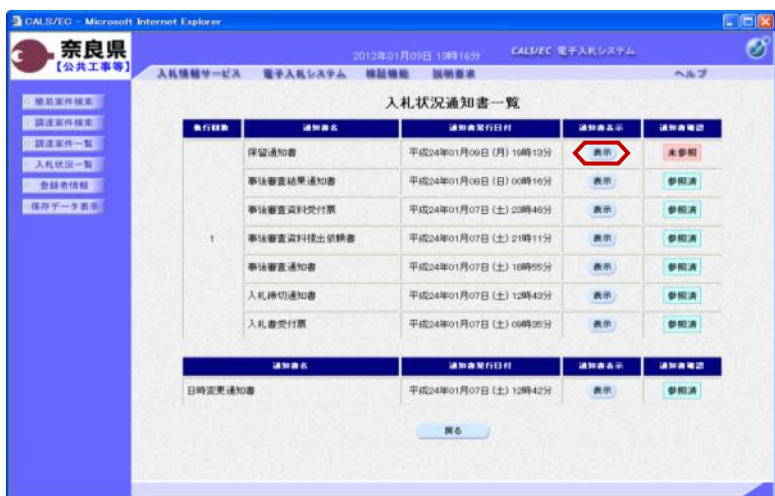 CALS/EC - Microsoft Internet Explorer
奈良県
【公共工事等】
2012年01月09日 19時16分
CALS/EC 電子入札システム
入札情報サービス 電子入札システム 検証機能 説明要求 ヘルプ
簡易案件検索
調達案件検索
調達案件一覧
入札状況一覧
登録者情報
保存データ表示
入札状況通知書一覧
執行回数 通知書名 通知書発行日付 通知書表示 通知書確認
保留通知書 平成24年01月09日 (月) 19時13分 表示 未参照
事後審査結果通知書 平成24年01月08日 (日) 00時16分 表示 参照済
事後審査資料受付票 平成24年01月07日 (土) 23時46分 表示 参照済
1 事後審査資料提出依頼書 平成24年01月07日 (土) 21時11分 表示 参照済
事後審査通知書 平成24年01月07日 (土) 18時55分 表示 参照済
入札締切通知書 平成24年01月07日 (土) 12時43分 表示 参照済
入札書受付票 平成24年01月07日 (土) 09時35分 表示 参照済
通知書名 通知書発行日付 通知書表示 通知書確認
日時変更通知書 平成24年01月07日 (土) 12時42分 表示 参照済
戻る